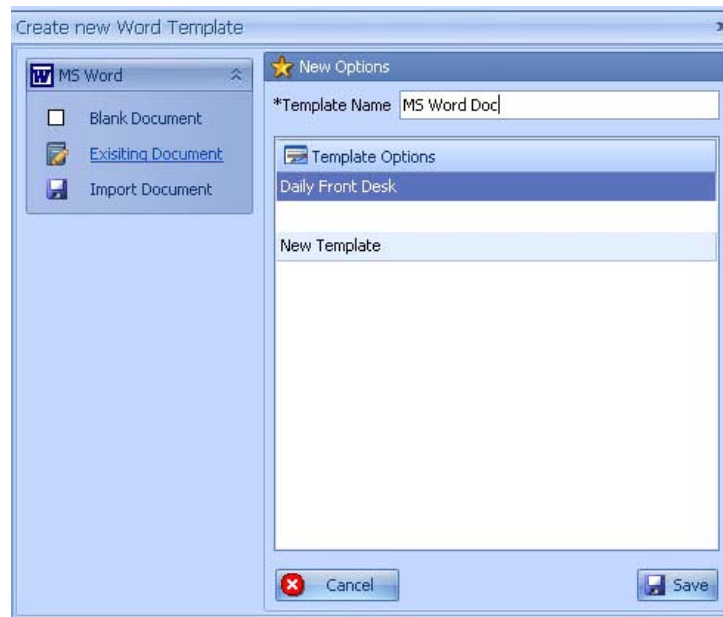 Create new Word Template
MS Word
Blank Document
Exisiting Document
Import Document
New Options
*Template Name MS Word Doc
Template Options
Daily Front Desk
New Template
Cancel
Save